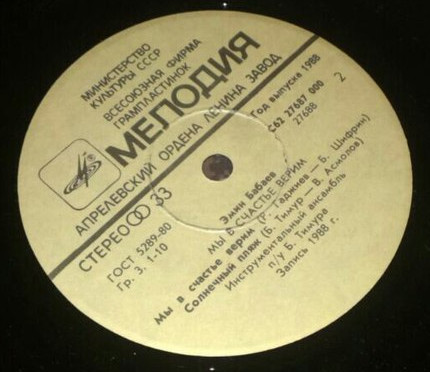 МИНИСТЕРСТВО
КУЛЬТУРЫ СССР
ВСЕСОЮЗНАЯ ФИРМА
ГРАМПЛАСТИНОК
МЕЛОДИЯ
АПРЕЛЕВСКИЙ ОРДЕНА ЛЕНИНА ЗАВОД
СТЕРЕО 33
ГОСТ 5289-80
Гр. 3. 1-10
Год выпуска 1988
С62 27687 000 2
27688
Эмин Бабаев
МЫ В СЧАСТЬЕ ВЕРИМ
Мы в счастье верим (Р. Гаджиев — Б. Шифрин)
Солнечный пляж (Б. Тимур — В. Асмолов)
Инструментальный ансамбль
п/у Б. Тимура
Запись 1988 г.